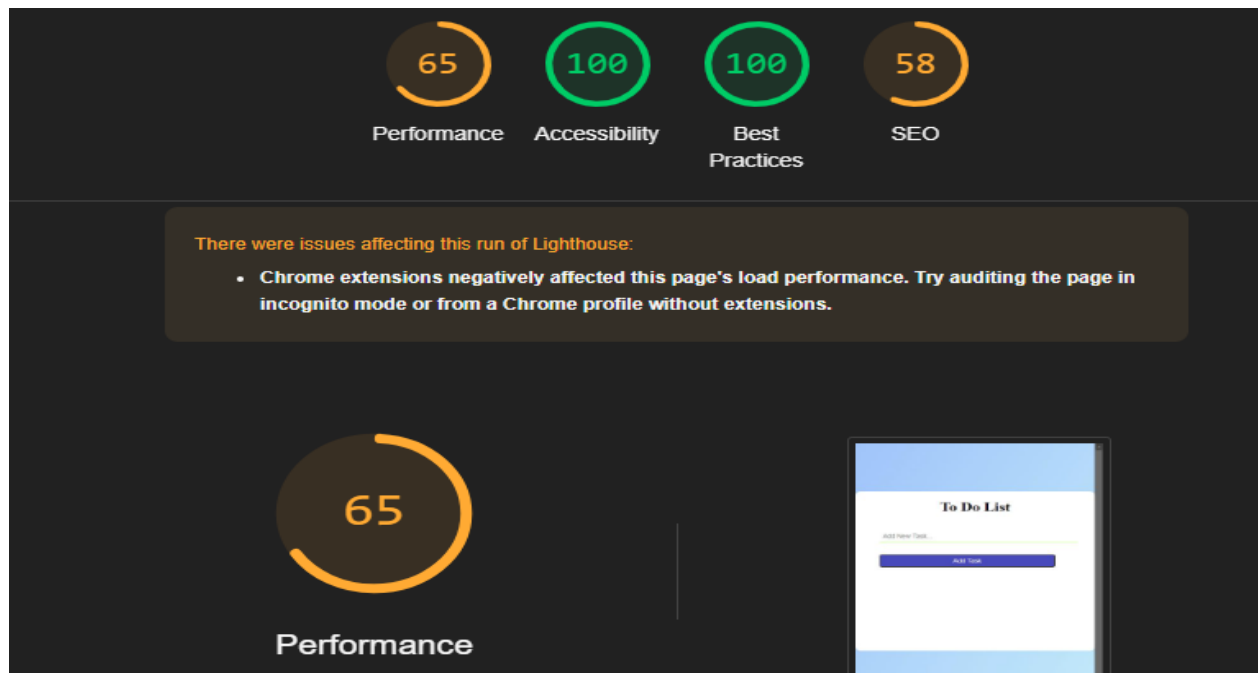 65
100
100
58
Performance
Accessibility
Best
Practices
SEO
There were issues affecting this run of Lighthouse:
• Chrome extensions negatively affected this page's load performance. Try auditing the page in
incognito mode or from a Chrome profile without extensions.
65
Performance
To Do List
Add New Task...
Add Task